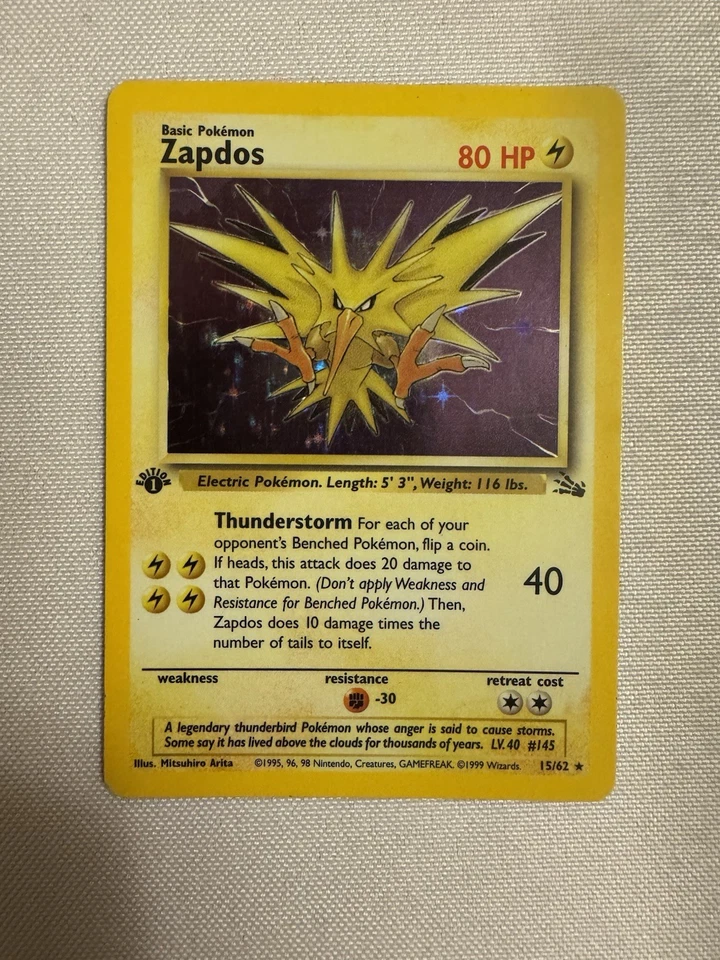 Basic Pokémon
Zapdos
80 HP
EDITION
1
Electric Pokémon. Length: 5' 3", Weight: 116 lbs.
Thunderstorm For each of your
opponent's Benched Pokémon, flip a coin.
If heads, this attack does 20 damage to
that Pokémon. (Don't apply Weakness and
Resistance for Benched Pokémon.) Then,
Zapdos does 10 damage times the
number of tails to itself.
40
weakness
resistance
retreat cost
-30
A legendary thunderbird Pokémon whose anger is said to cause storms.
Some say it has lived above the clouds for thousands of years. LV. 40 #145
Illus. Mitsuhiro Arita
©1995, 96, 98 Nintendo, Creatures, GAMEFREAK. ©1999 Wizards.
15/62 ★